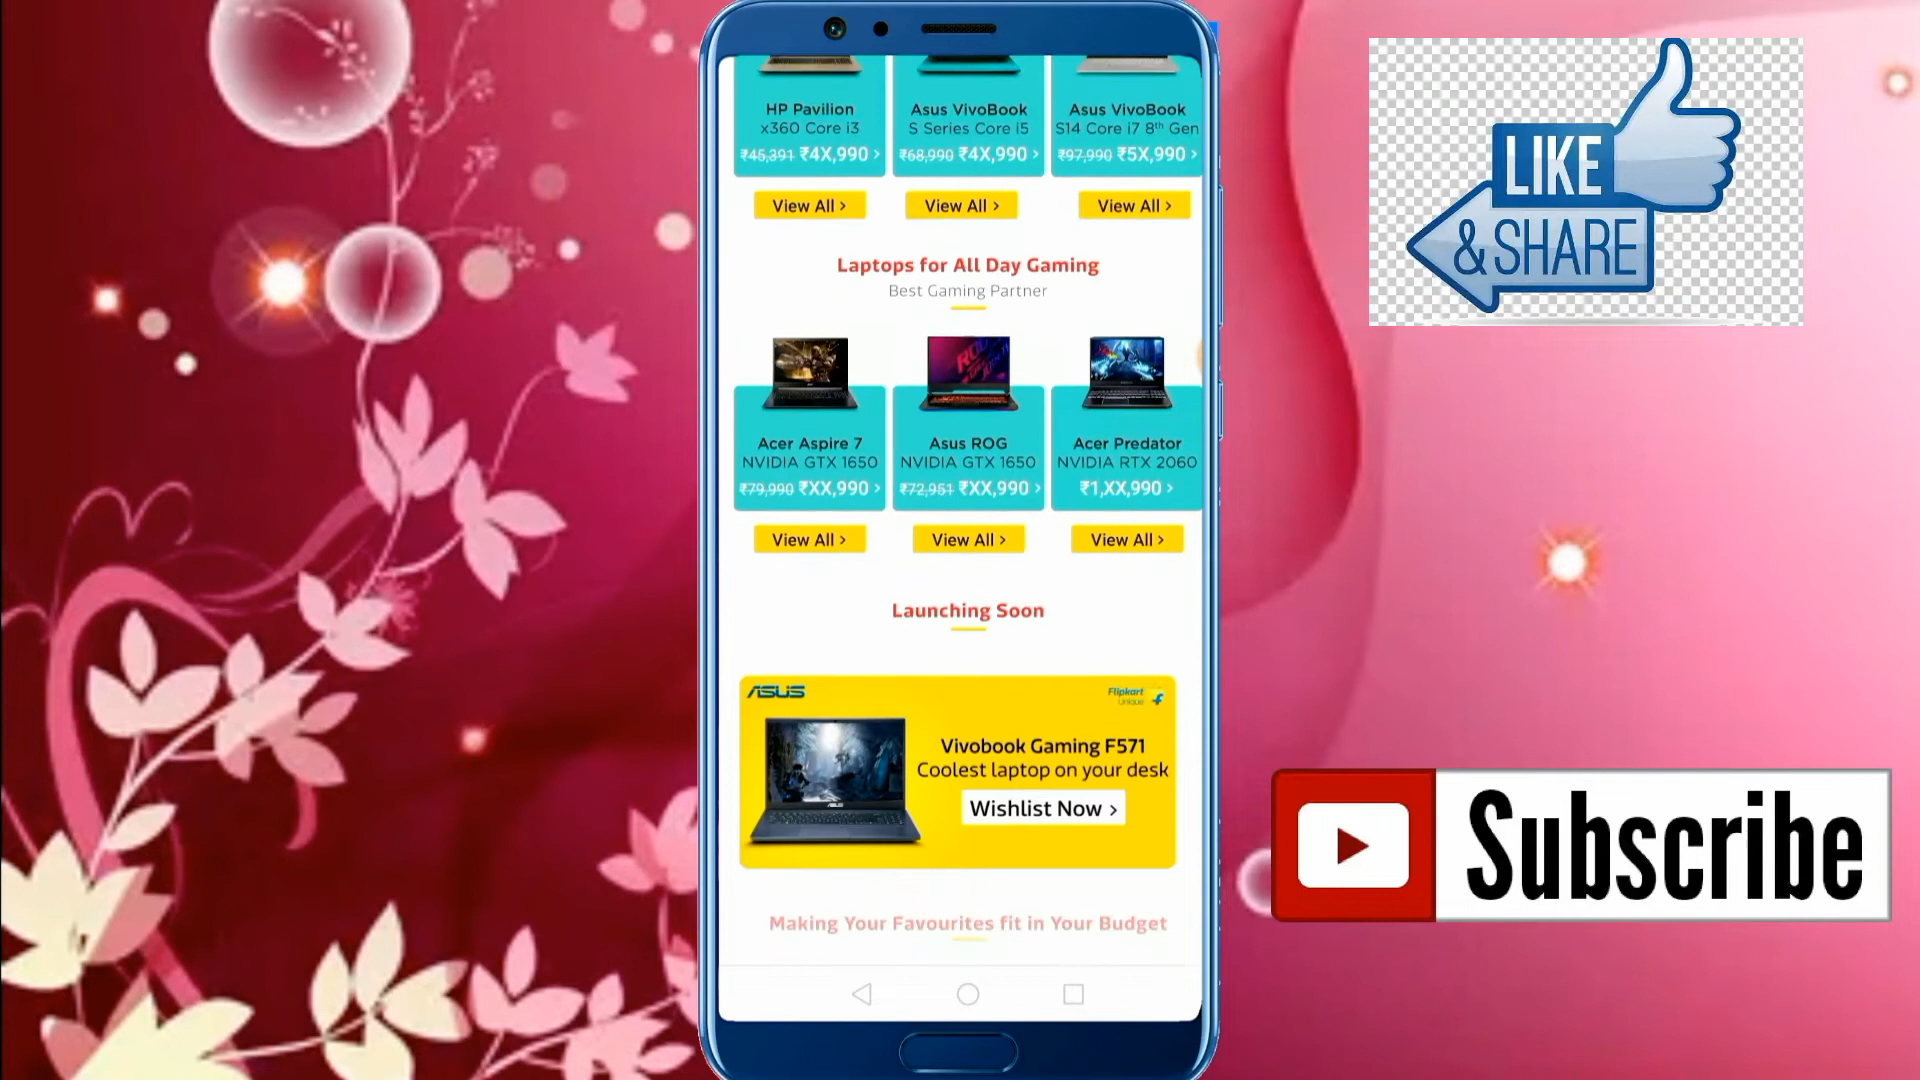 HP Pavilion
x360 Core i3
₹45,391 ₹4X,990 >
View All >
Asus VivoBook
S Series Core i5
₹68,990 ₹4X,990 >
View All >
Asus VivoBook
S14 Core i7 8th Gen
₹97,990 ₹5X,990 >
View All >
Laptops for All Day Gaming
Best Gaming Partner
Acer Aspire 7
NVIDIA GTX 1650
₹79,990 ₹XX,990 >
View All >
Asus ROG
NVIDIA GTX 1650
₹72,951 ₹XX,990 >
View All >
Acer Predator
NVIDIA RTX 2060
₹1,XX,990 >
View All >
Launching Soon
ASUS
Flipkart
Unique
Vivobook Gaming F571
Coolest laptop on your desk
Wishlist Now >
Making Your Favourites fit in Your Budget
LIKE
& SHARE
Subscribe